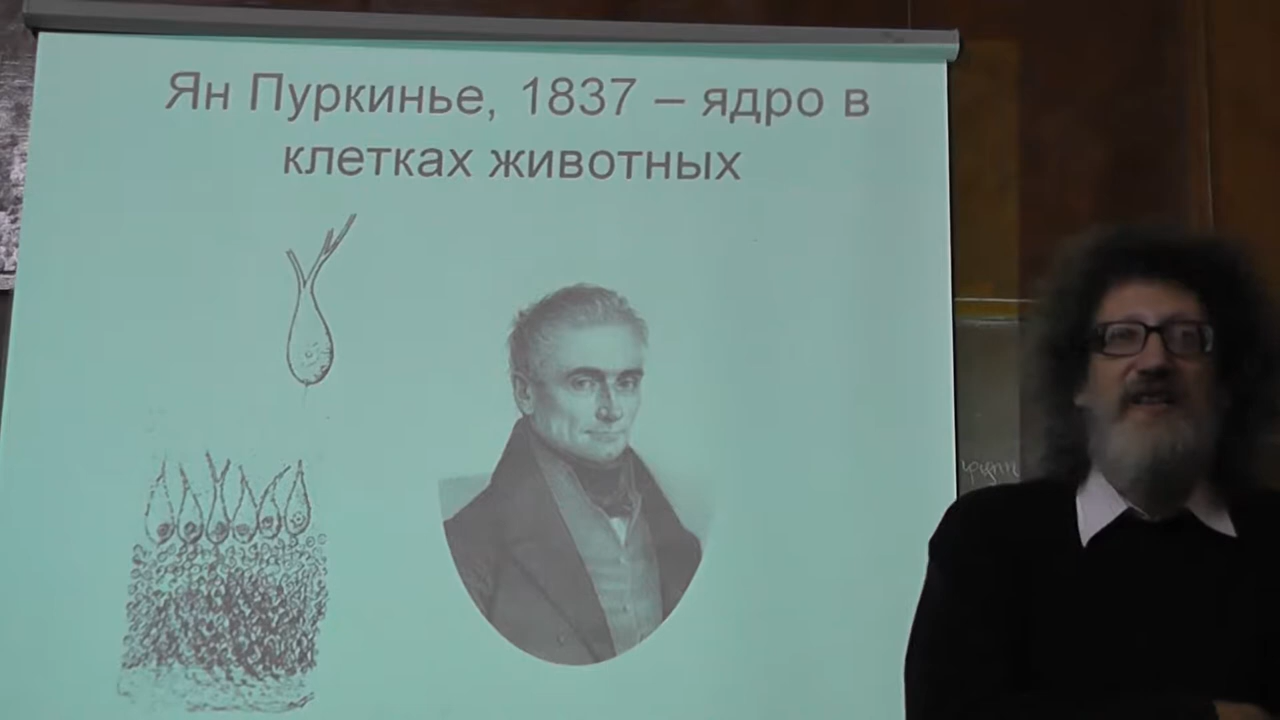 Ян Пуркинье, 1837 – ядро в
клетках животных